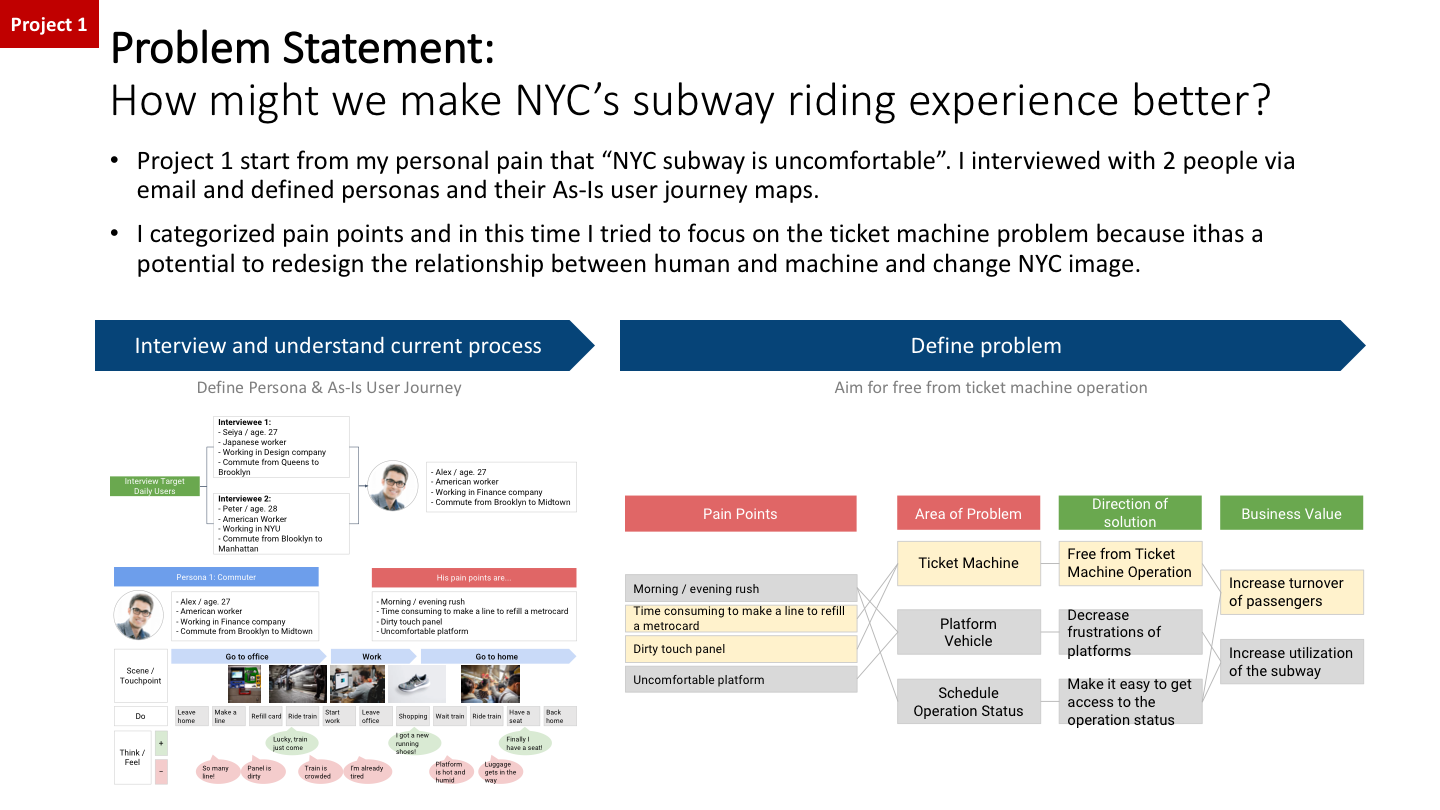 Project 1
Problem Statement:
How might we make NYC’s subway riding experience better?
• Project 1 start from my personal pain that “NYC subway is uncomfortable”. I interviewed with 2 people via
email and defined personas and their As-Is user journey maps.
• I categorized pain points and in this time I tried to focus on the ticket machine problem because ithas a
potential to redesign the relationship between human and machine and change NYC image.
Interview and understand current process
Define Persona & As-Is User Journey
Interview Target
Daily Users
Interviewee 1:
- Seiya / age. 27
- Japanese worker
- Working in Design company
- Commute from Queens to
Brooklyn
Interviewee 2:
- Peter / age. 28
- American Worker
- Working in NYU
- Commute from Blooklyn to
Manhattan
- Alex / age. 27
- American worker
- Working in Finance company
- Commute from Brooklyn to Midtown
Persona 1: Commuter
- Alex / age. 27
- American worker
- Working in Finance company
- Commute from Brooklyn to Midtown
His pain points are...
- Morning / evening rush
- Time consuming to make a line to refill a metrocard
- Dirty touch panel
- Uncomfortable platform
Scene /
Touchpoint
Go to office
Work
Go to home
Do
Leave
home
Make a
line
Refill card
Ride train
Start
work
Leave
office
Shopping
Wait train
Ride train
Have a
seat
Back
home
Think /
Feel
+
Lucky, train
just come
I got a new
running
shoes!
Finally I
have a seat!
−
So many
line!
Panel is
dirty
Train is
crowded
I'm already
tired
Platform
is hot and
humid
Luggage
gets in the
way
Define problem
Aim for free from ticket machine operation
Pain Points
Morning / evening rush
Time consuming to make a line to refill
a metrocard
Dirty touch panel
Uncomfortable platform
Area of Problem
Ticket Machine
Platform
Vehicle
Schedule
Operation Status
Direction of
solution
Free from Ticket
Machine Operation
Decrease
frustrations of
platforms
Make it easy to get
access to the
operation status
Business Value
Increase turnover
of passengers
Increase utilization
of the subway